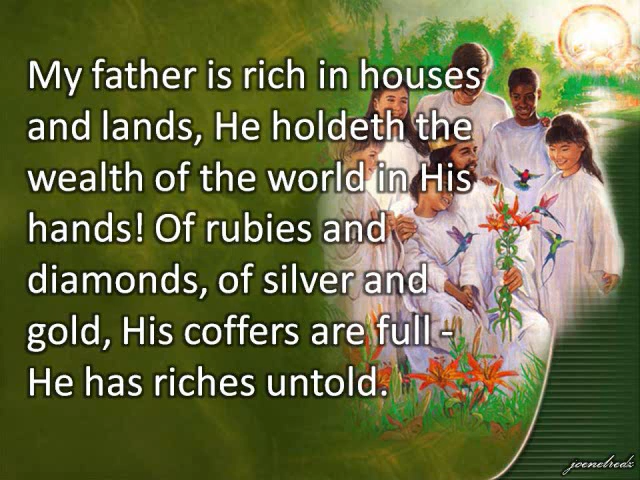 My father is rich in houses
and lands, He holdeth the
wealth of the world in His
hands! Of rubies and
diamonds, of silver and
gold, His coffers are full -
He has riches untold.
joenelredz